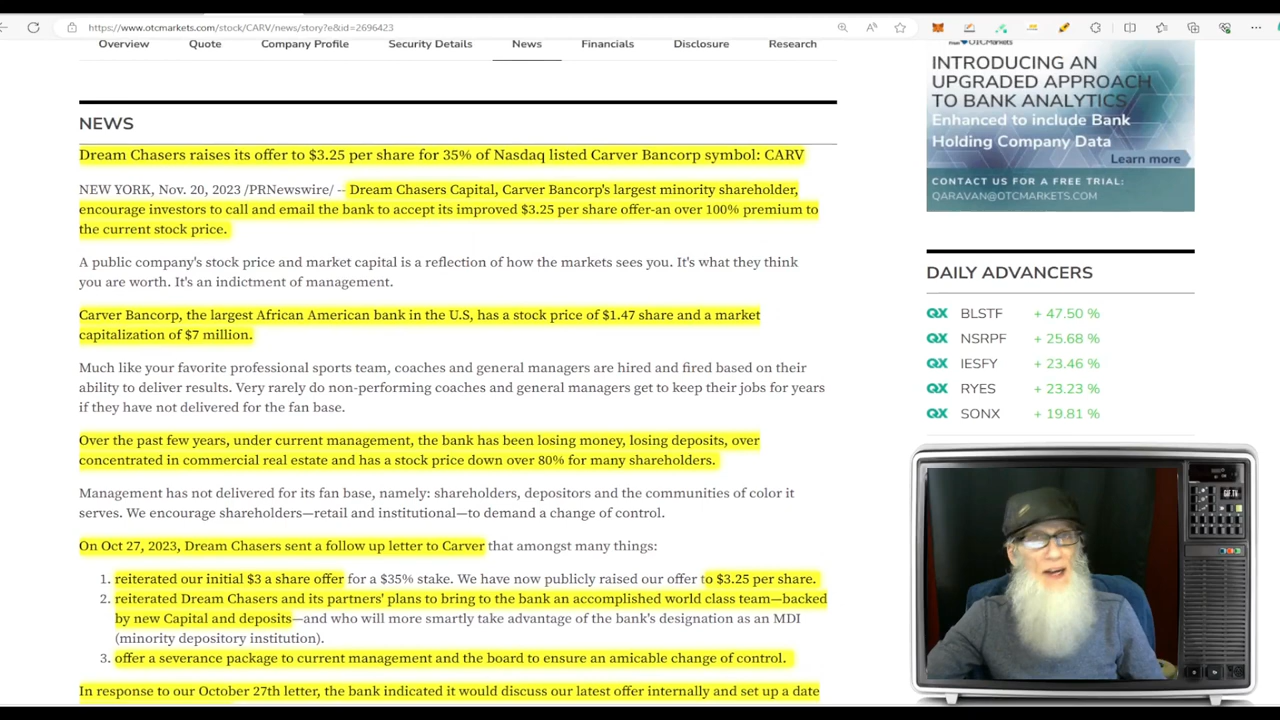 https://www.otcmarkets.com/stock/CARV/news/story?e&id=2696423
Overview Quote Company Profile Security Details News Financials Disclosure Research
NEWS
Dream Chasers raises its offer to $3.25 per share for 35% of Nasdaq listed Carver Bancorp symbol: CARV
NEW YORK, Nov. 20, 2023 /PRNewswire/ -- Dream Chasers Capital, Carver Bancorp's largest minority shareholder,
encourage investors to call and email the bank to accept its improved $3.25 per share offer-an over 100% premium to
the current stock price.
A public company's stock price and market capital is a reflection of how the markets sees you. It's what they think
you are worth. It's an indictment of management.
Carver Bancorp, the largest African American bank in the U.S, has a stock price of $1.47 share and a market
capitalization of $7 million.
Much like your favorite professional sports team, coaches and general managers are hired and fired based on their
ability to deliver results. Very rarely do non-performing coaches and general managers get to keep their jobs for years
if they have not delivered for the fan base.
Over the past few years, under current management, the bank has been losing money, losing deposits, over
concentrated in commercial real estate and has a stock price down over 80% for many shareholders.
Management has not delivered for its fan base, namely: shareholders, depositors and the communities of color it
serves. We encourage shareholders—retail and institutional—to demand a change of control.
On Oct 27, 2023, Dream Chasers sent a follow up letter to Carver that amongst many things:
1. reiterated our initial $3 a share offer for a $35% stake. We have now publicly raised our offer to $3.25 per share.
2. reiterated Dream Chasers and its partners' plans to bring to the bank an accomplished world class team—backed
by new Capital and deposits—and who will more smartly take advantage of the bank's designation as an MDI
(minority depository institution).
3. offer a severance package to current management and the board to ensure an amicable change of control.
In response to our October 27th letter, the bank indicated it would discuss our latest offer internally and set up a date
from OTCMarkets
INTRODUCING AN
UPGRADED APPROACH
TO BANK ANALYTICS
Enhanced to include Bank
Holding Company Data
Learn more
CONTACT US FOR A FREE TRIAL:
QARAVAN@OTCMARKETS.COM
DAILY ADVANCERS
QX BLSTF + 47.50 %
QX NSRPF + 25.68 %
QX IESFY + 23.46 %
QX RYES + 23.23 %
QX SONX + 19.81 %
GIF.TV